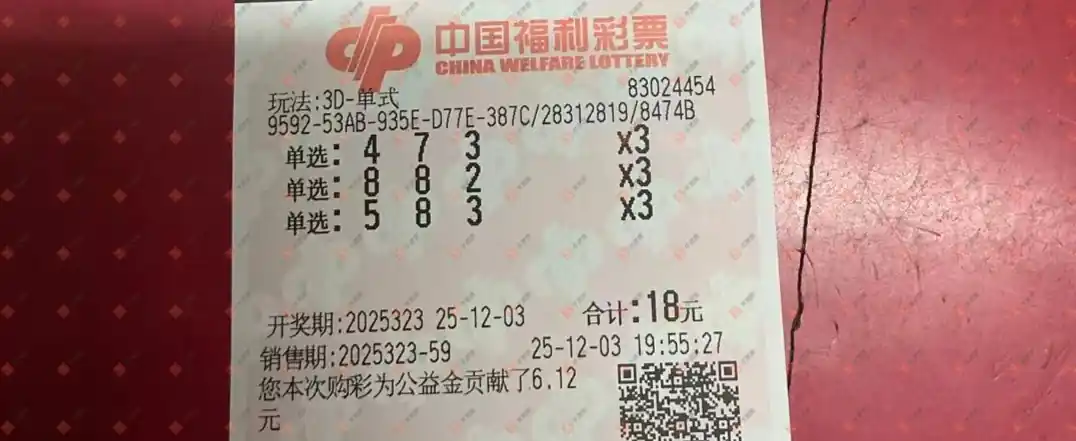 中国福利彩票
CHINA WELFARE LOTTERY
玩法:3D-单式 83024454
9592-53AB-935E-D77E-387C/28312819/8474B
单选: 4 7 3 x3
单选: 8 8 2 x3
单选: 5 8 3 x3
开奖期:2025323 25-12-03 合计:18元
销售期:2025323-59 25-12-03 19:55:27
您本次购彩为公益金贡献了6.12
元